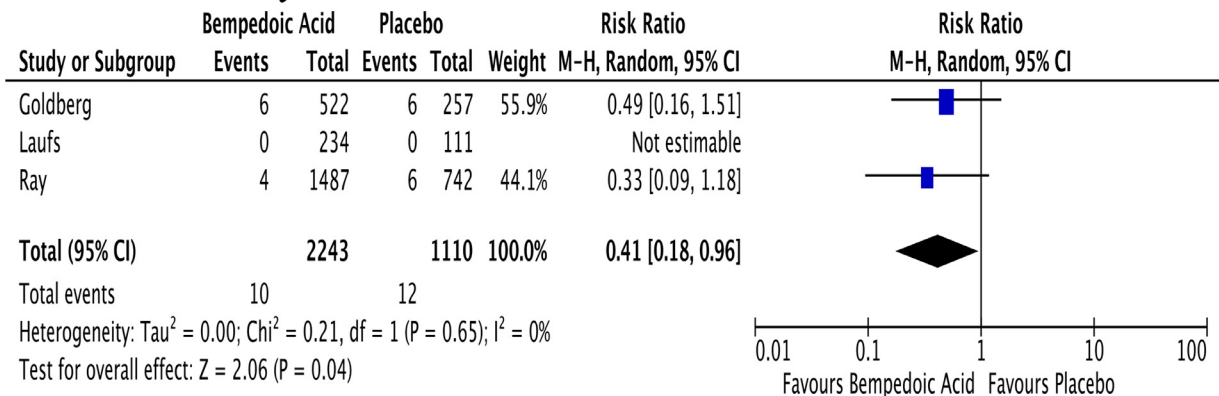 Bempedoic Acid Placebo Risk Ratio Risk Ratio
Study or Subgroup Events Total Events Total Weight M-H, Random, 95% CI M-H, Random, 95% CI
Goldberg 6 522 6 257 55.9% 0.49 [0.16, 1.51]
Laufs 0 234 0 111 Not estimable
Ray 4 1487 6 742 44.1% 0.33 [0.09, 1.18]
Total (95% CI) 2243 1110 100.0% 0.41 [0.18, 0.96]
Total events 10 12
Heterogeneity: Tau² = 0.00; Chi² = 0.21, df = 1 (P = 0.65); I² = 0%
Test for overall effect: Z = 2.06 (P = 0.04)
0.01 0.1 1 10 100
Favours Bempedoic Acid Favours Placebo